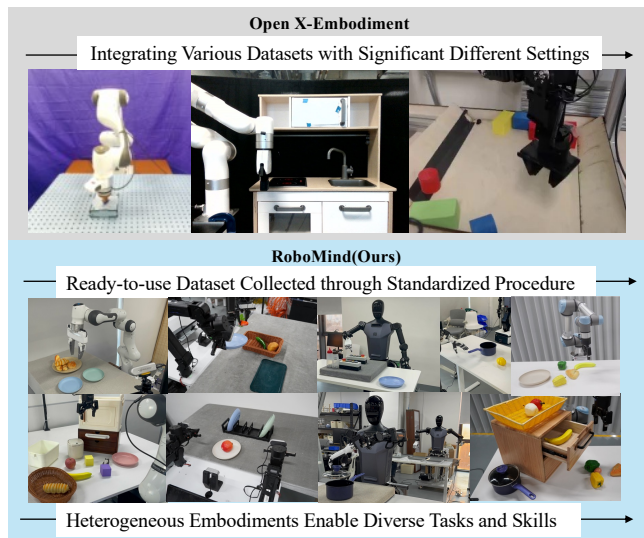 Open X-Embodiment
Integrating Various Datasets with Significant Different Settings
RoboMind(Ours)
Ready-to-use Dataset Collected through Standardized Procedure
Heterogeneous Embodiments Enable Diverse Tasks and Skills